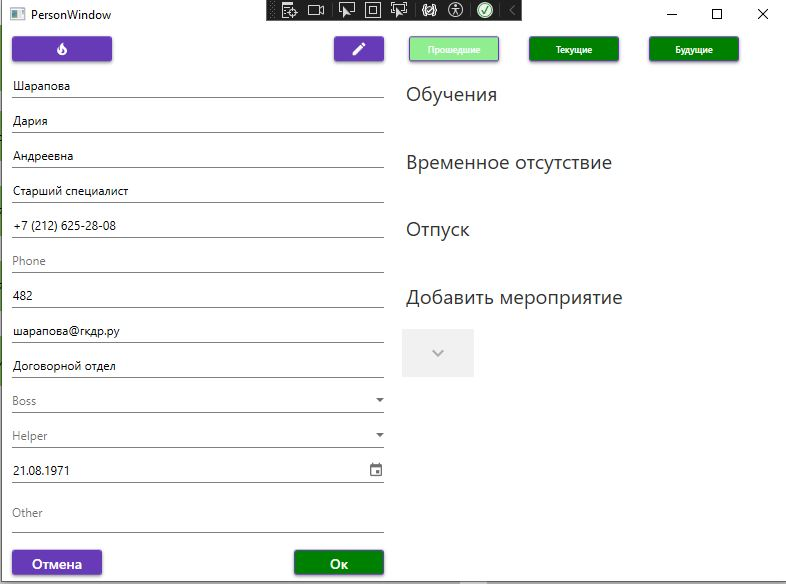 PersonWindow
Прошедшие
Текущие
Будущие
Шарапова
Дария
Андреевна
Старший специалист
+7 (212) 625-28-08
Phone
482
шарапова@гкдр.ру
Договорной отдел
Boss
Helper
21.08.1971
Other
Отмена
Ок
Обучения
Временное отсутствие
Отпуск
Добавить мероприятие